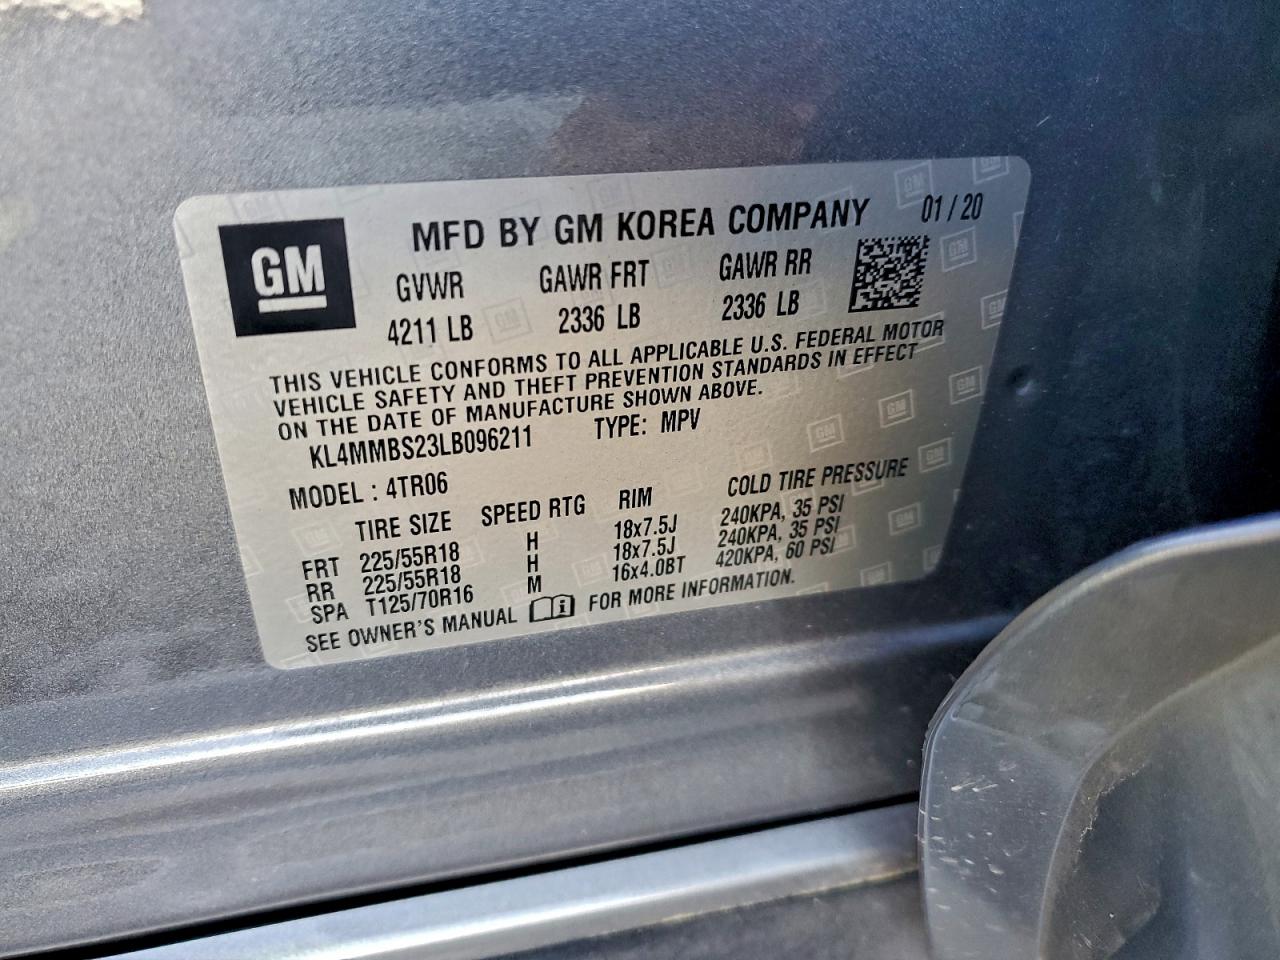 GM
MFD BY GM KOREA COMPANY 01/20
GVWR GAWR FRT GAWR RR
4211 LB 2336 LB 2336 LB
THIS VEHICLE CONFORMS TO ALL APPLICABLE U.S. FEDERAL MOTOR
VEHICLE SAFETY AND THEFT PREVENTION STANDARDS IN EFFECT
ON THE DATE OF MANUFACTURE SHOWN ABOVE.
KL4MMBS23LB096211 TYPE: MPV
MODEL : 4TR06
TIRE SIZE SPEED RTG RIM COLD TIRE PRESSURE
FRT 225/55R18 H 18x7.5J 240KPA, 35 PSI
RR 225/55R18 H 18x7.5J 240KPA, 35 PSI
SPA T125/70R16 M 16x4.0BT 420KPA, 60 PSI
SEE OWNER'S MANUAL FOR MORE INFORMATION.